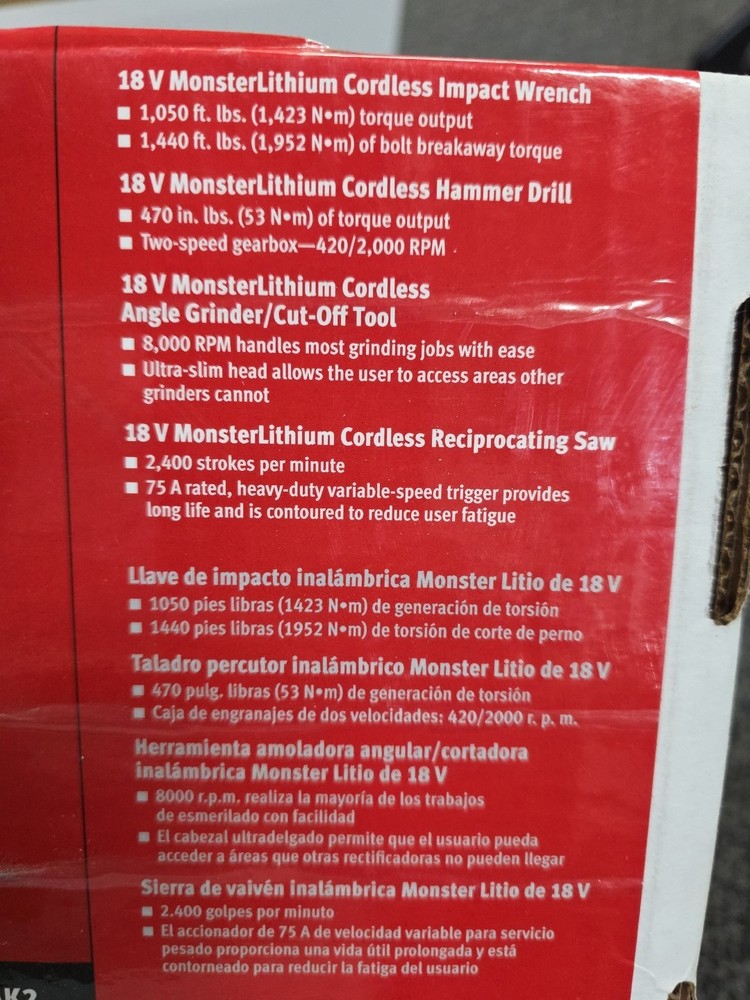 18 V MonsterLithium Cordless Impact Wrench
■ 1,050 ft. lbs. (1,423 N•m) torque output
■ 1,440 ft. lbs. (1,952 N•m) of bolt breakaway torque
18 V MonsterLithium Cordless Hammer Drill
■ 470 in. lbs. (53 N•m) of torque output
■ Two-speed gearbox—420/2,000 RPM
18 V MonsterLithium Cordless
Angle Grinder/Cut-Off Tool
■ 8,000 RPM handles most grinding jobs with ease
■ Ultra-slim head allows the user to access areas other
grinders cannot
18 V MonsterLithium Cordless Reciprocating Saw
■ 2,400 strokes per minute
■ 75 A rated, heavy-duty variable-speed trigger provides
long life and is contoured to reduce user fatigue
Llave de impacto inalámbrica Monster Litio de 18 V
■ 1050 pies libras (1423 N•m) de generación de torsión
■ 1440 pies libras (1952 N•m) de torsión de corte de perno
Taladro percutor inalámbrico Monster Litio de 18 V
■ 470 pulg. libras (53 N•m) de generación de torsión
■ Caja de engranajes de dos velocidades: 420/2000 r. p. m.
Herramienta amoladora angular/cortadora
inalámbrica Monster Litio de 18 V
■ 8000 r.p.m. realiza la mayoría de los trabajos
de esmerilado con facilidad
■ El cabezal ultradelgado permite que el usuario pueda
acceder a áreas que otras rectificadoras no pueden llegar
Sierra de vaivén inalámbrica Monster Litio de 18 V
■ 2.400 golpes por minuto
■ El accionador de 75 A de velocidad variable para servicio
pesado proporciona una vida útil prolongada y está
contorneado para reducir la fatiga del usuario